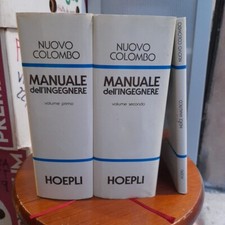 NUOVO
COLOMBO
MANUALE
dell'INGEGNERE
volume primo
HOEPLI
NUOVO
COLOMBO
MANUALE
dell'INGEGNERE
volume secondo
HOEPLI